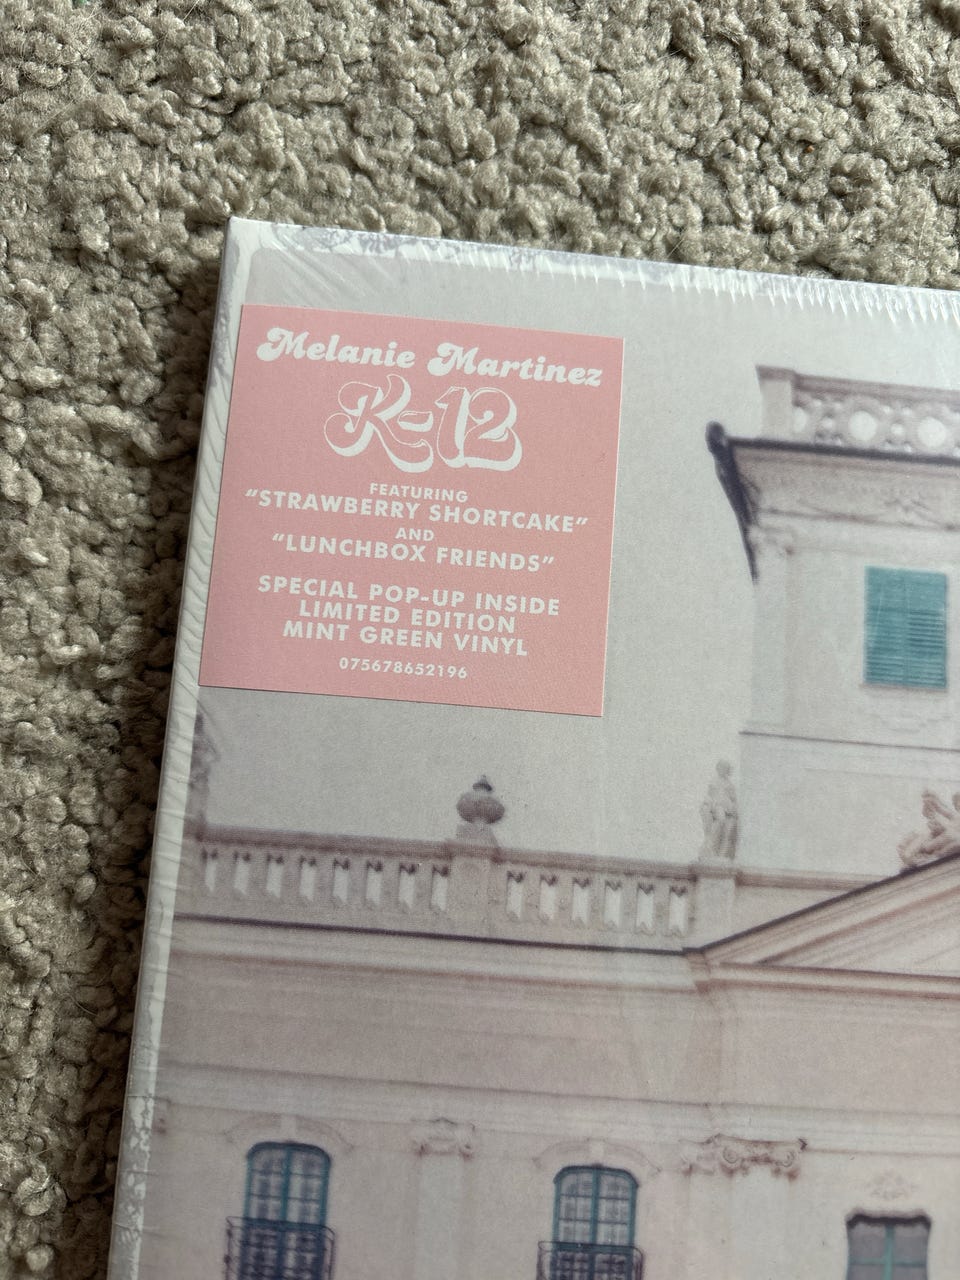 Melanie Martinez
K-12
FEATURING
“STRAWBERRY SHORTCAKE”
AND
“LUNCHBOX FRIENDS”
SPECIAL POP-UP INSIDE
LIMITED EDITION
MINT GREEN VINYL
075678652196